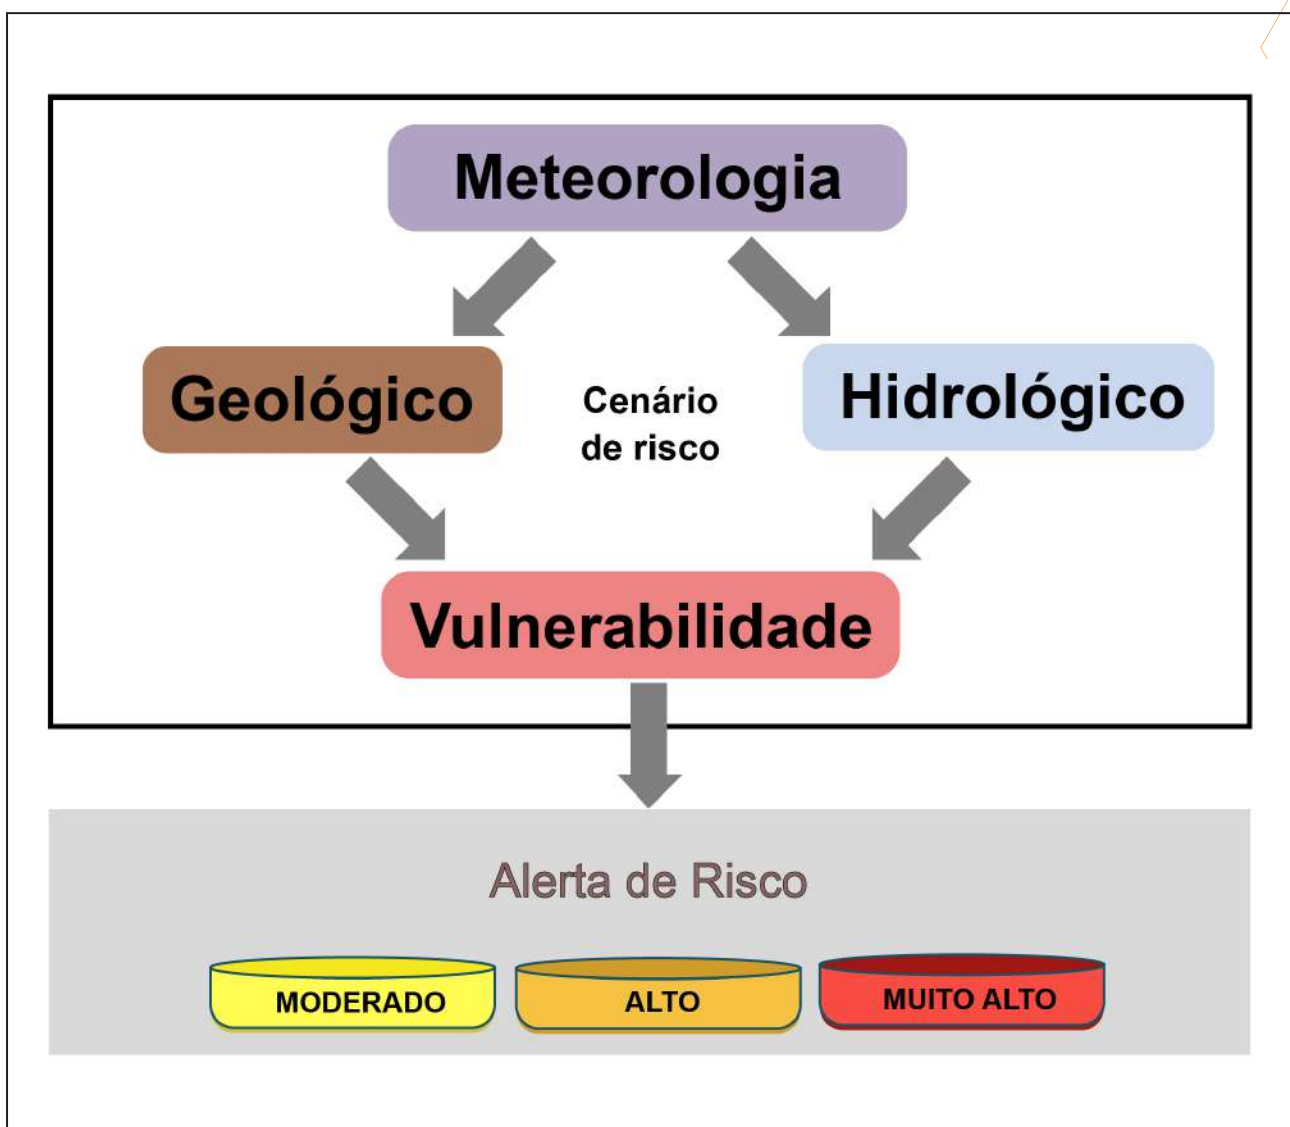 Meteorologia
Geológico
Cenário
de risco
Hidrológico
Vulnerabilidade
Alerta de Risco
MODERADO
ALTO
MUITO ALTO